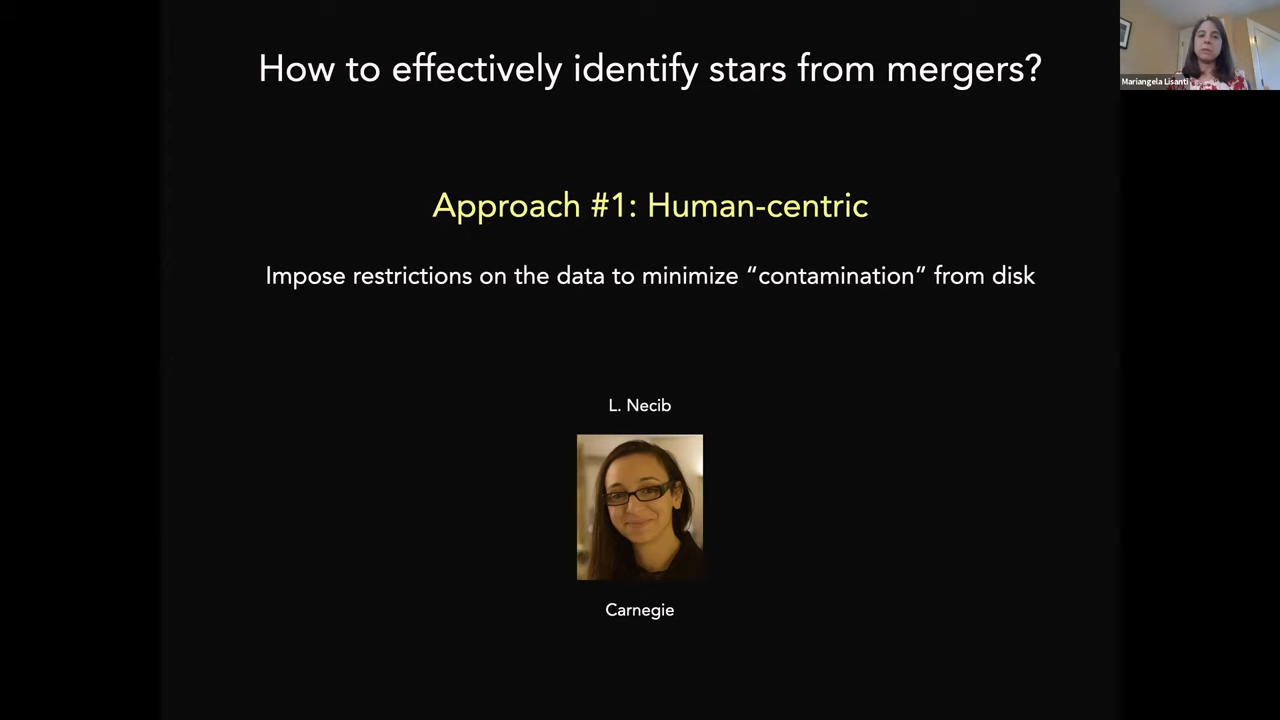 How to effectively identify stars from mergers?
Mariangela Lisanti
Approach #1: Human-centric
Impose restrictions on the data to minimize “contamination” from disk
L. Necib
Carnegie